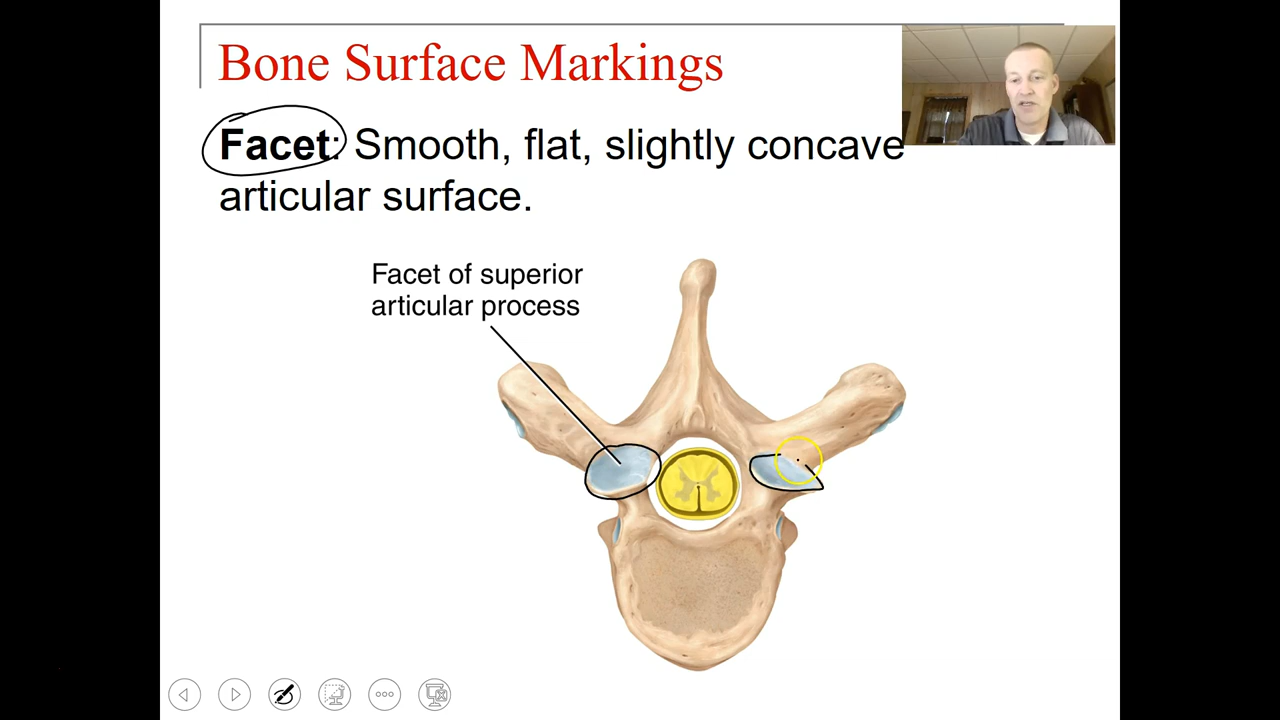 Bone Surface Markings
Facet: Smooth, flat, slightly concave
articular surface.
Facet of superior
articular process